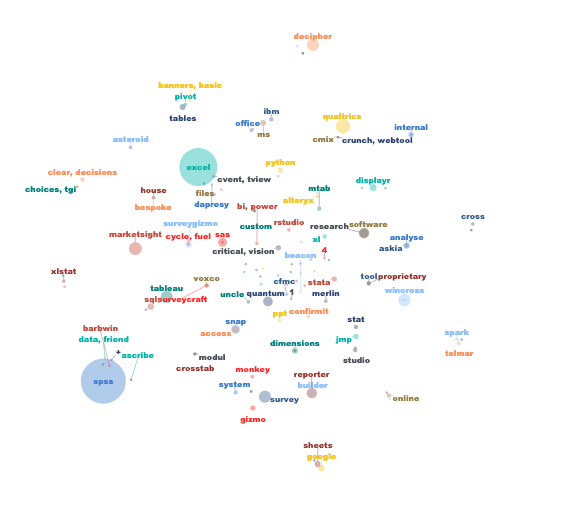 decipher
banners, basic
pivot
tables
ibm
office
ms
qualtrics
internal
cmix
crunch, webtool
asteroid
excel
event, tview
python
clear, decisions
choices, tgi
house
bespoke
files
daprosy
mtab
displayr
alteryx
bi, power
cross
surveygizmo
cycle, fuel
sas
marketsight
custom
rstudio
research
software
critical, vision
xl
4
analyse
askia
beacon
xlstat
voxco
tableau
sqlsurveycraft
uncle
cfmc
quantum
1
stata
merlin
tool
proprietary
wincross
ppt
confirmit
snap
access
stat
jmp
studio
spark
telmar
barbwin
data, friend
+
ascribe
spss
dimensions
modul
crosstab
monkey
system
reporter
builder
survey
gizmo
online
sheets
google